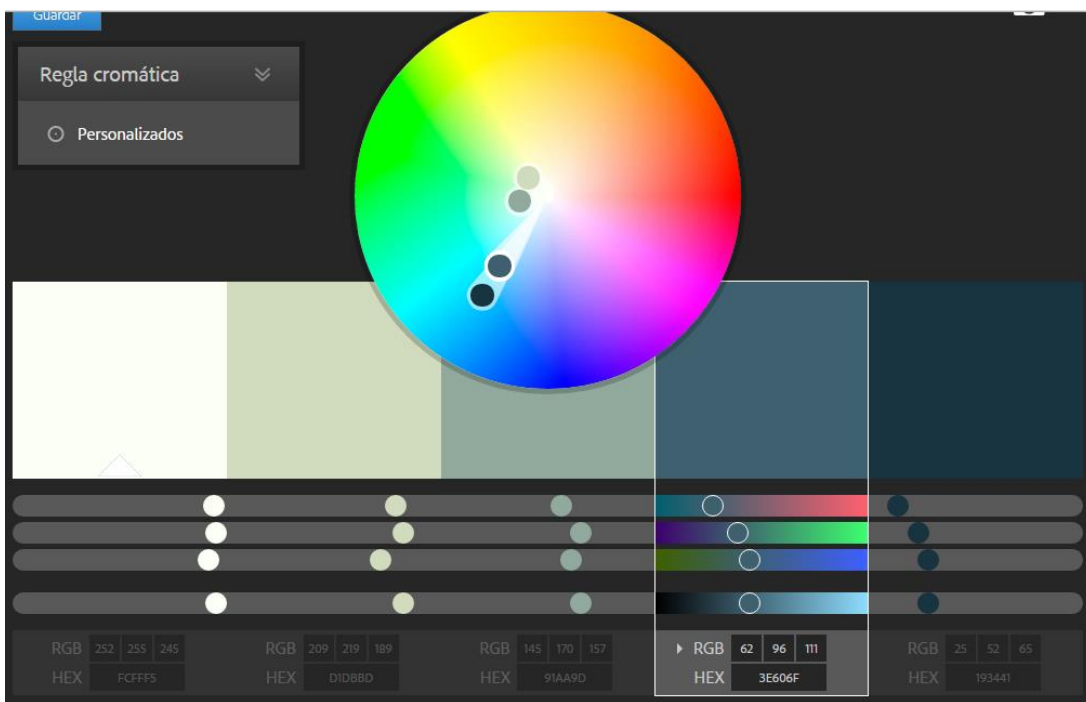 Guardar
Regla cromática
Personalizados
RGB 252 255 245 RGB 209 219 189 RGB 145 170 157 RGB 62 96 111 RGB 25 52 65
HEX FCFFF5 HEX D1DBBD HEX 91AA9D HEX 3E606F HEX 193441